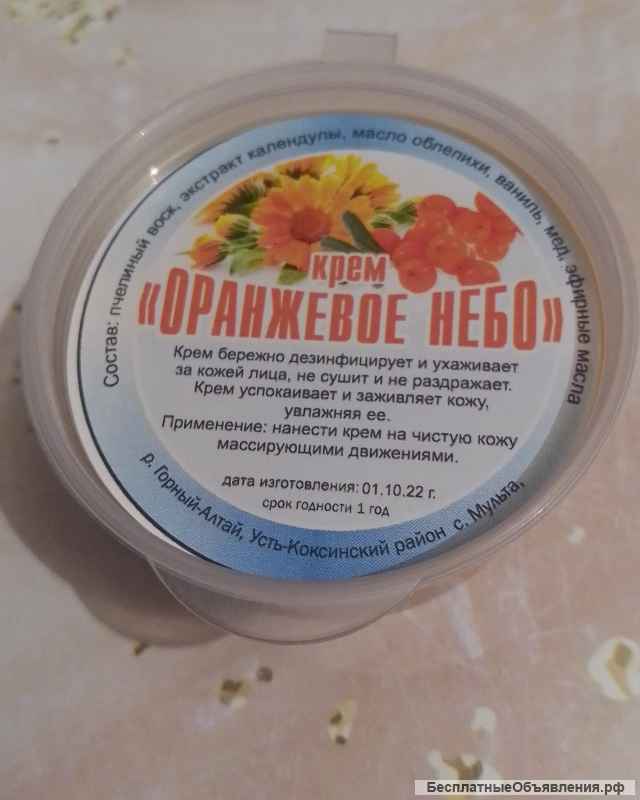 Состав: пчелиный воск, экстракт календулы, масло облепихи, ваниль, мед, эфирные масла
крем
«ОРАНЖЕВОЕ НЕБО»
Крем бережно дезинфицирует и ухаживает
за кожей лица, не сушит и не раздражает.
Крем успокаивает и заживляет кожу,
увлажняя ее.
Применение: нанести крем на чистую кожу
массирующими движениями.
дата изготовления: 01.10.22 г.
срок годности 1 год
р. Горный-Алтай, Усть-Коксинский район с. Мульта,
БесплатныеОбъявления.рф